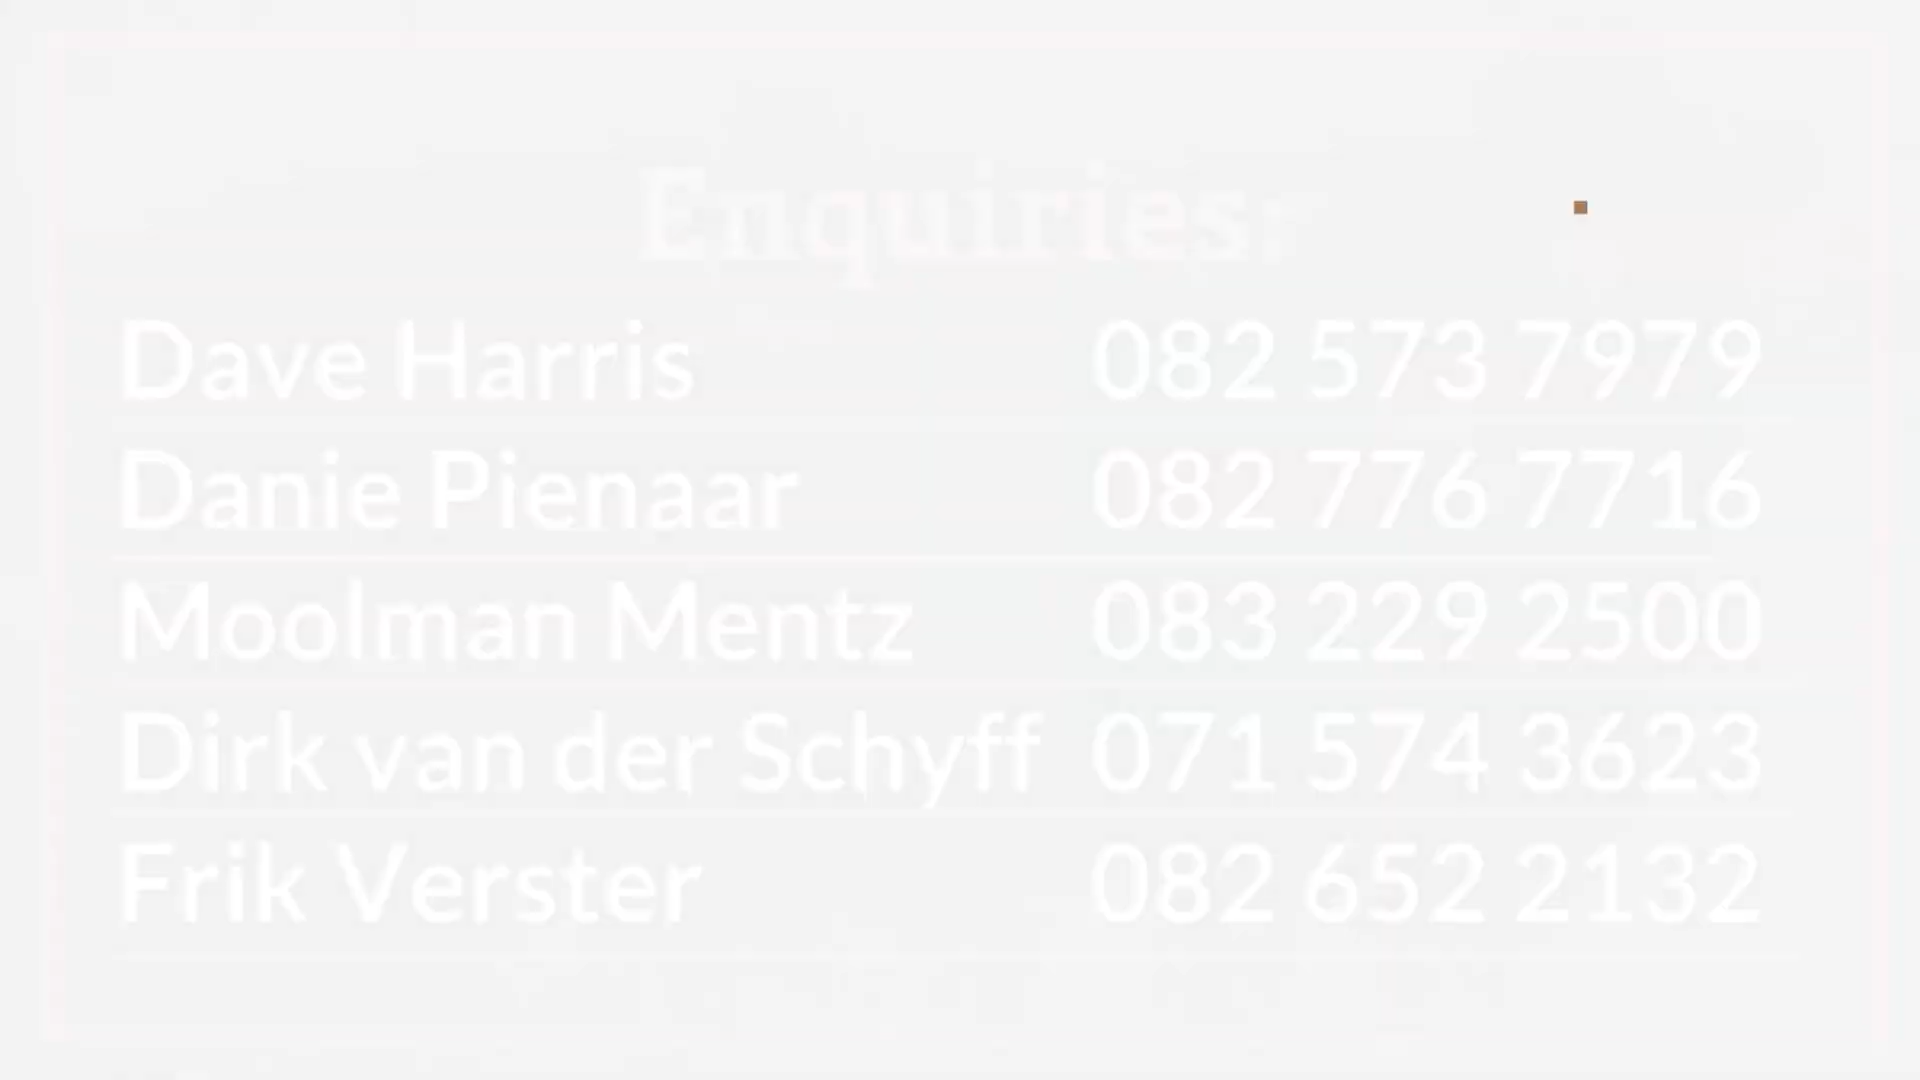 Enquiries:
Dave Harris 082 573 7979
Danie Pienaar 082 776 7716
Moolman Mentz 083 229 2500
Dirk van der Schyff 071 574 3623
Frik Verster 082 652 2132